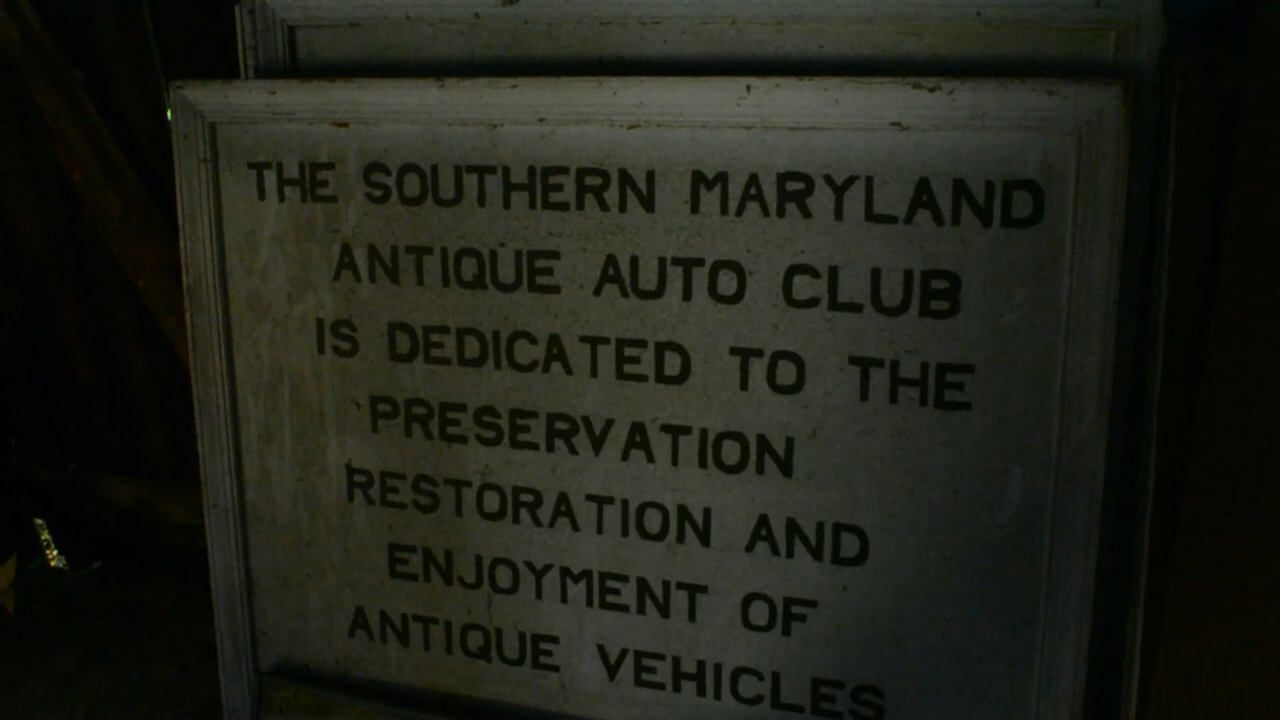 THE SOUTHERN MARYLAND
ANTIQUE AUTO CLUB
IS DEDICATED TO THE
PRESERVATION
RESTORATION AND
ENJOYMENT OF
ANTIQUE VEHICLES